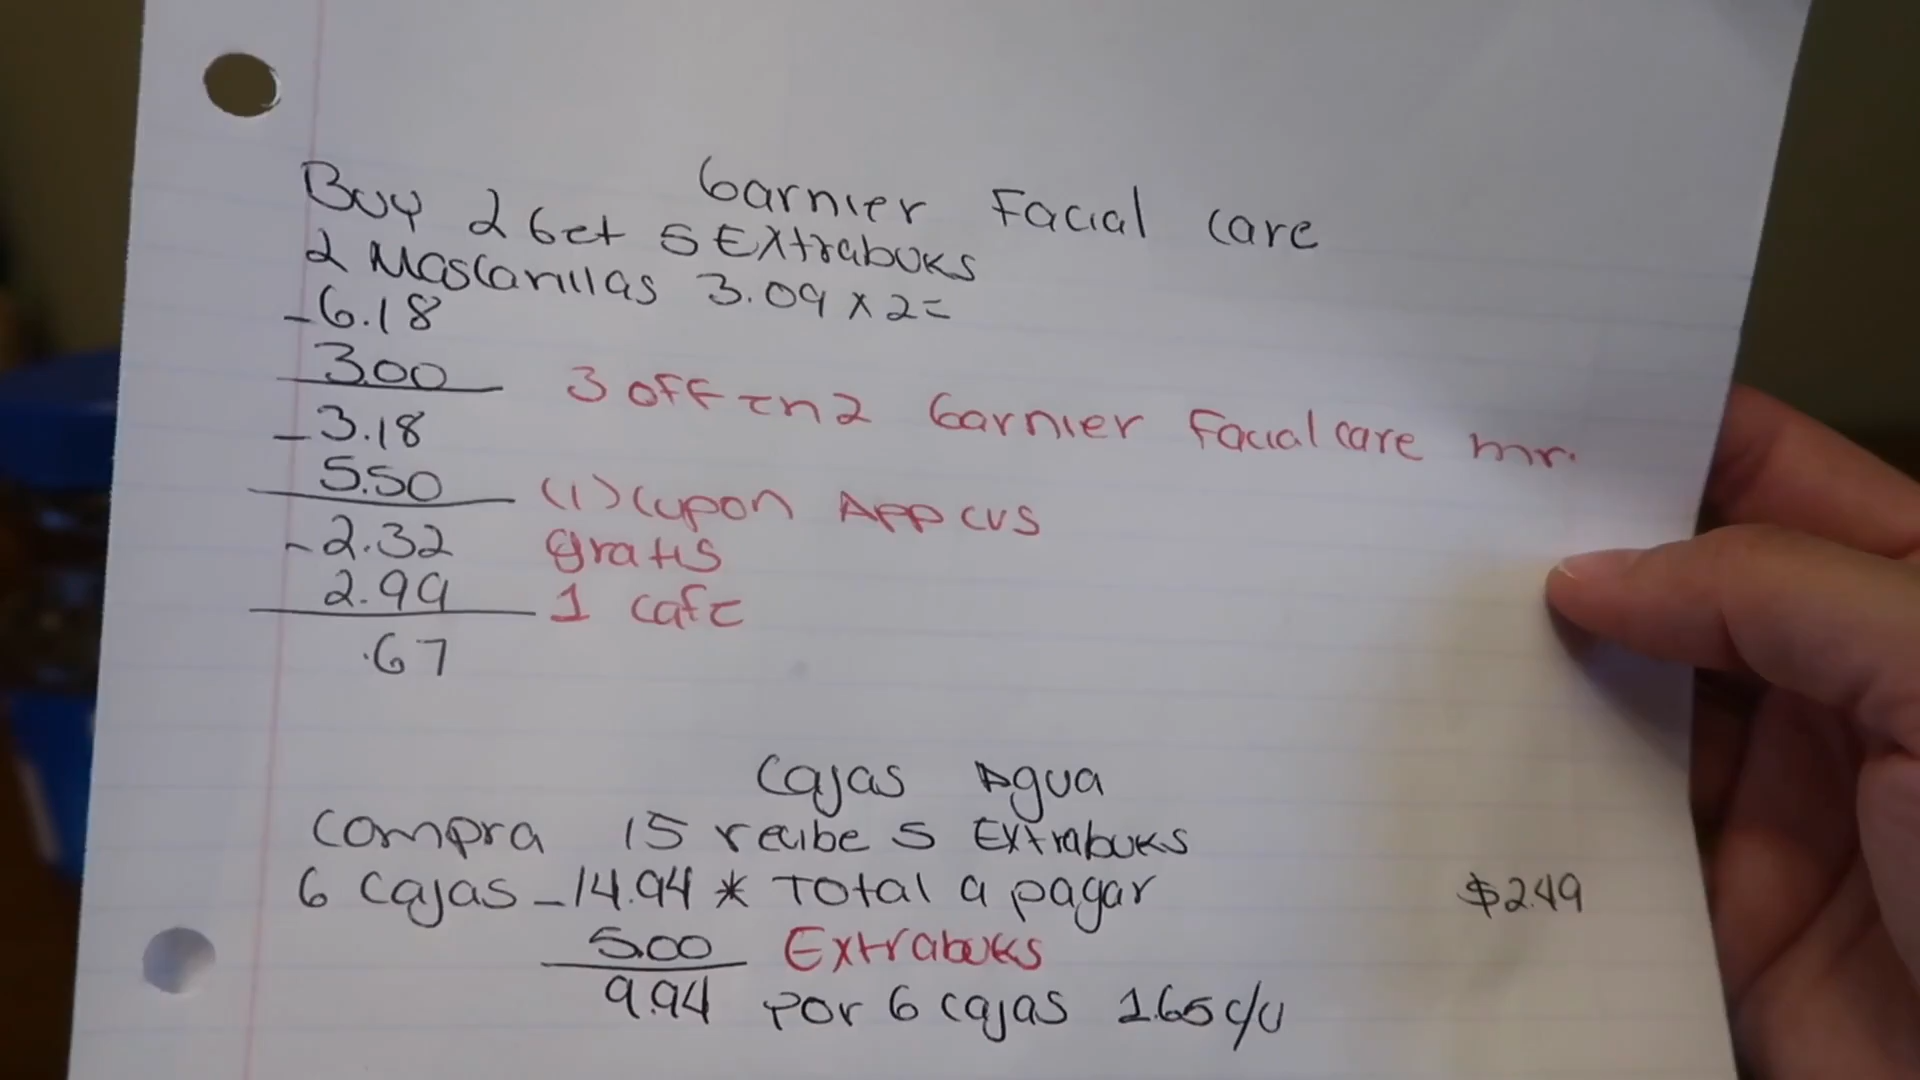 Garnier Facial care
Buy 2 Get 5 Extrabuks
2 Mascarillas 3.09 x 2=
-6.18
3.00 3 off en 2 Garnier Facial care mr.
-3.18
5.50 (1) cupon App CVS
-2.32 gratis
2.99 1 cafe
.67
Cajas Agua
compra 15 recibe 5 Extrabuks
6 Cajas -14.94 * Total a pagar $2.49
5.00 Extrabuks
9.94 por 6 cajas 1.65 c/u